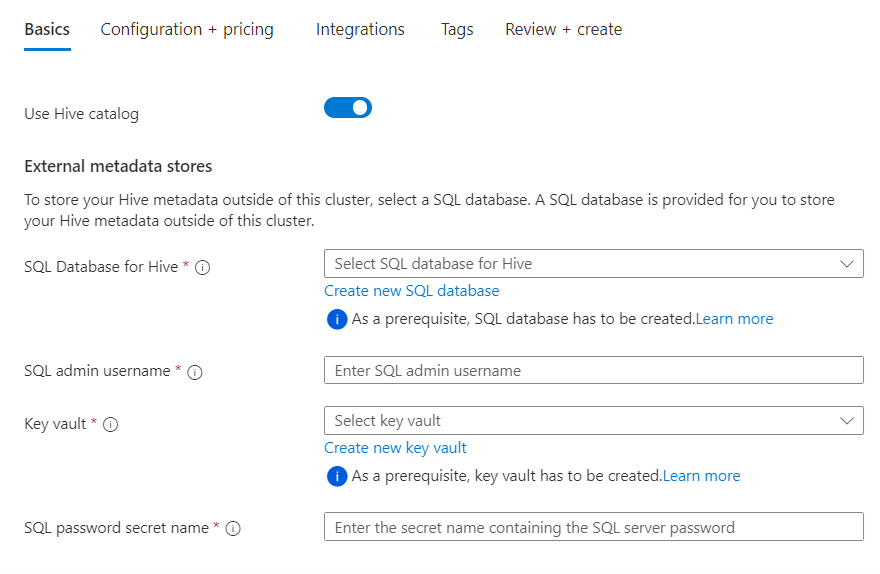 Basics Configuration + pricing Integrations Tags Review + create
Use Hive catalog
External metadata stores
To store your Hive metadata outside of this cluster, select a SQL database. A SQL database is provided for you to store
your Hive metadata outside of this cluster.
SQL Database for Hive * Select SQL database for Hive
Create new SQL database
As a prerequisite, SQL database has to be created.Learn more
SQL admin username * Enter SQL admin username
Key vault * Select key vault
Create new key vault
As a prerequisite, key vault has to be created.Learn more
SQL password secret name * Enter the secret name containing the SQL server password